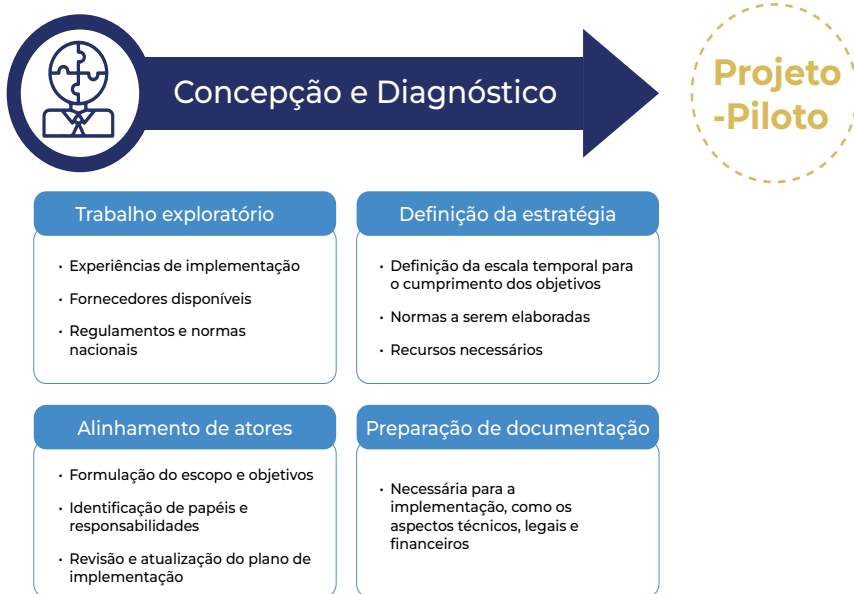 Concepção e Diagnóstico
Projeto
-Piloto
Trabalho exploratório
• Experiências de implementação
• Fornecedores disponíveis
• Regulamentos e normas
nacionais
Definição da estratégia
• Definição da escala temporal para
o cumprimento dos objetivos
• Normas a serem elaboradas
• Recursos necessários
Alinhamento de atores
• Formulação do escopo e objetivos
• Identificação de papéis e
responsabilidades
• Revisão e atualização do plano de
implementação
Preparação de documentação
• Necessária para a
implementação, como os
aspectos técnicos, legais e
financeiros